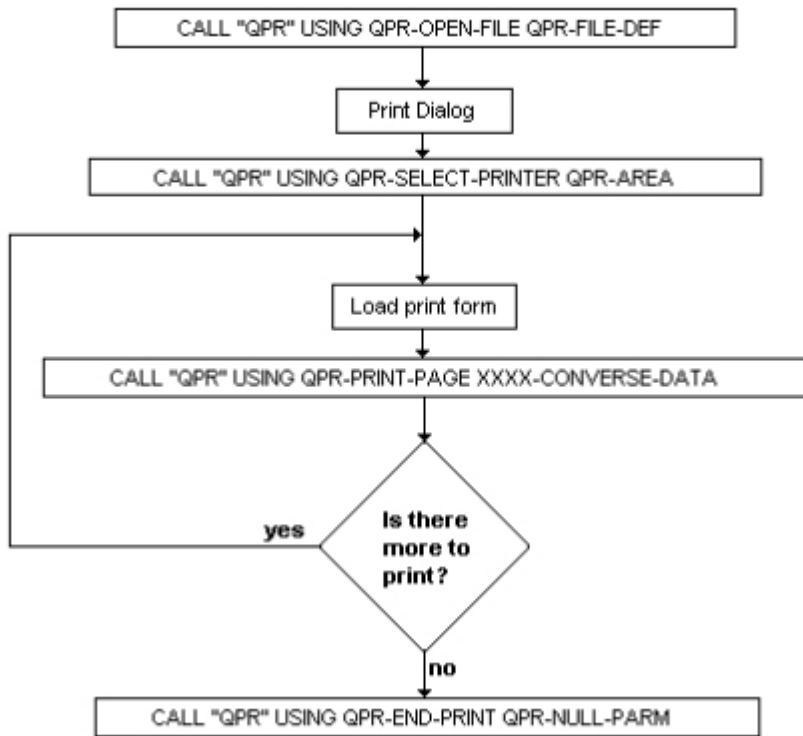 CALL "QPR" USING QPR-OPEN-FILE QPR-FILE-DEF
Print Dialog
CALL "QPR" USING QPR-SELECT-PRINTER QPR-AREA
Load print form
CALL "QPR" USING QPR-PRINT-PAGE XXXX-CONVERSE-DATA
yes
Is there
more to
print?
no
CALL "QPR" USING QPR-END-PRINT QPR-NULL-PARM